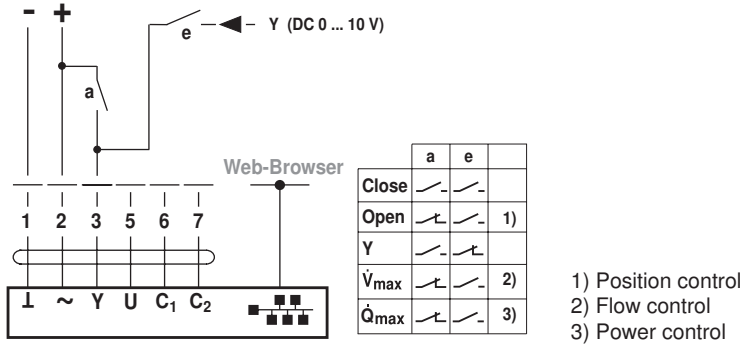 - +
e
Y (DC 0 ... 10 V)
a
Web-Browser
1 2 3 5 6 7
⊥ ~ Y U C1 C2
a e
Close
Open 1)
Y
V̇max 2)
Q̇max 3)
1) Position control
2) Flow control
3) Power control